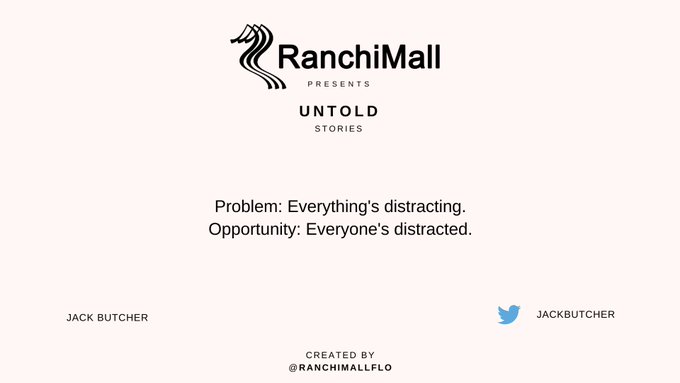 RanchiMall
PRESENTS
UNTOLD
STORIES
Problem: Everything's distracting.
Opportunity: Everyone's distracted.
JACK BUTCHER
JACKBUTCHER
CREATED BY
@RANCHIMALLFLO